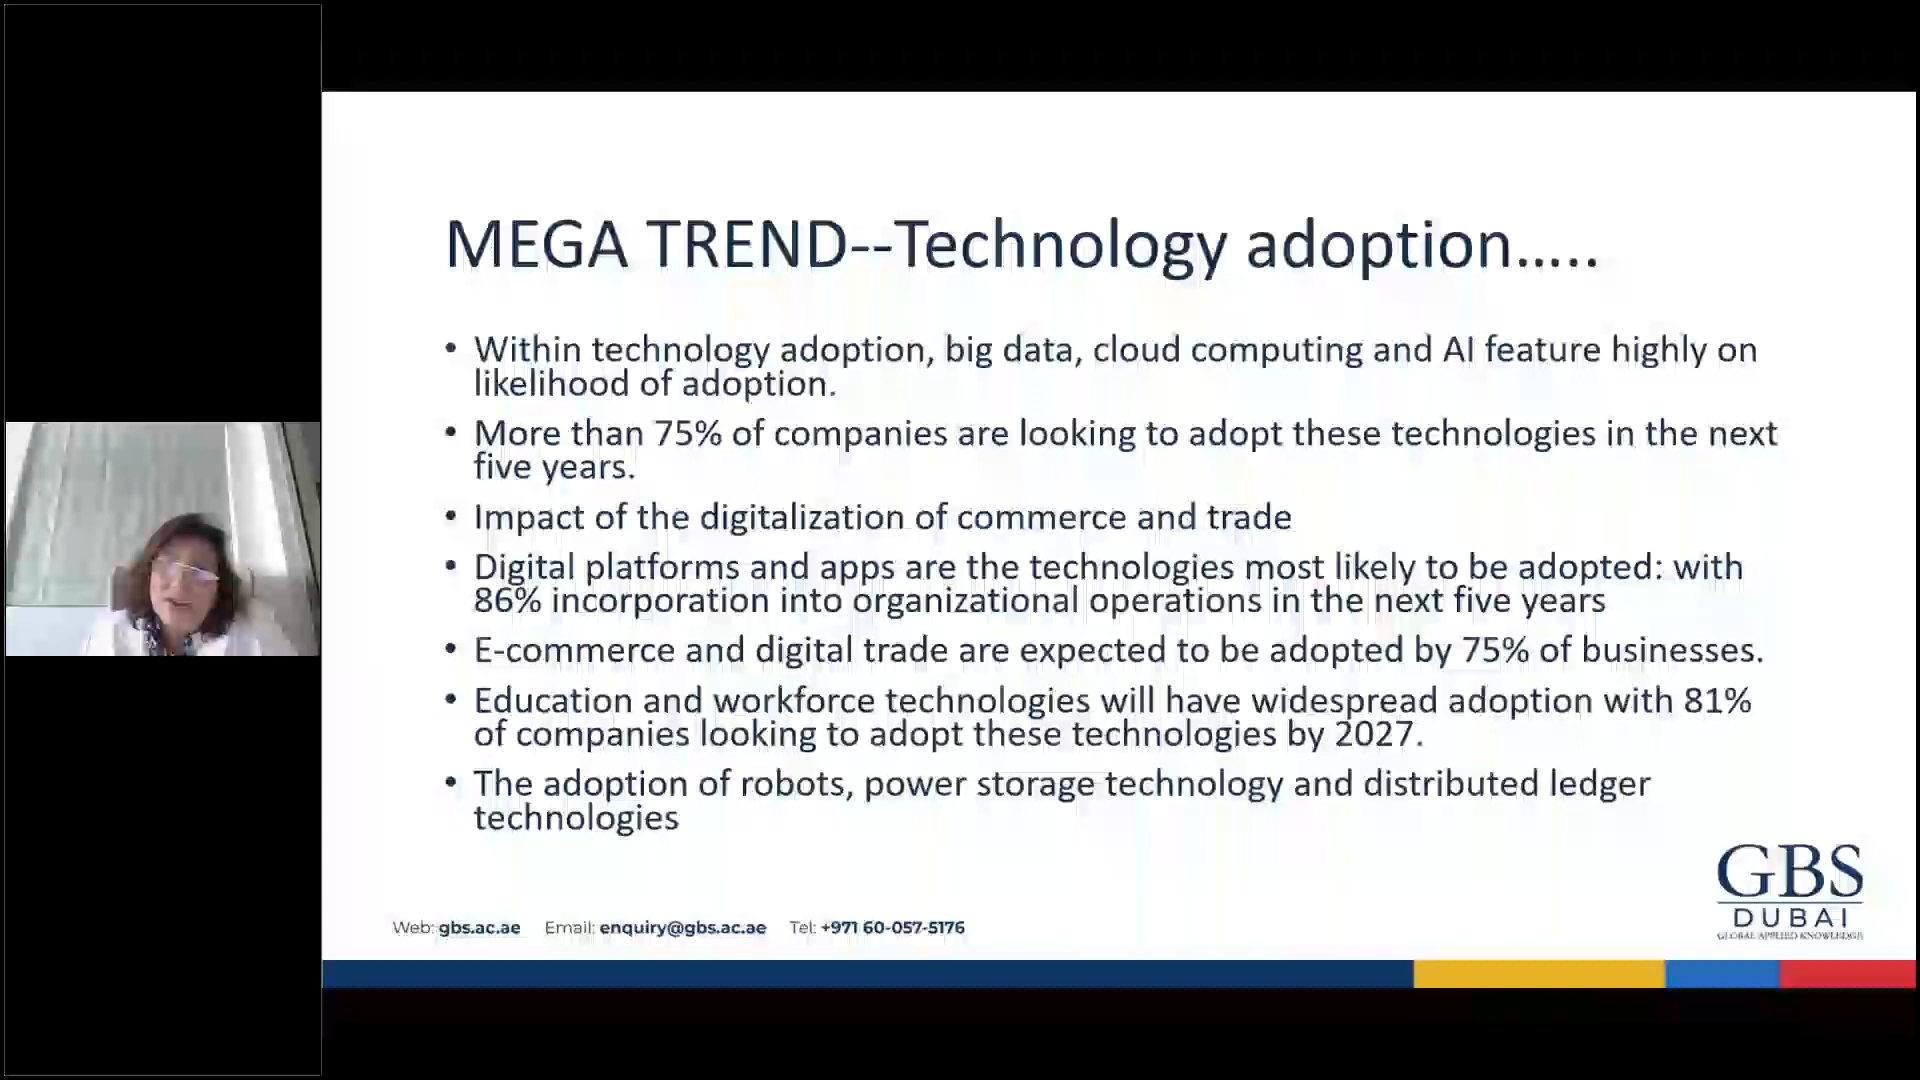 MEGA TREND--Technology adoption.....
• Within technology adoption, big data, cloud computing and AI feature highly on
likelihood of adoption.
• More than 75% of companies are looking to adopt these technologies in the next
five years.
• Impact of the digitalization of commerce and trade
• Digital platforms and apps are the technologies most likely to be adopted: with
86% incorporation into organizational operations in the next five years
• E-commerce and digital trade are expected to be adopted by 75% of businesses.
• Education and workforce technologies will have widespread adoption with 81%
of companies looking to adopt these technologies by 2027.
• The adoption of robots, power storage technology and distributed ledger
technologies
GBS
DUBAI
GLOBAL APPLIED KNOWLEDGE
Web: gbs.ac.ae Email: enquiry@gbs.ac.ae Tel: +971 60-057-5176